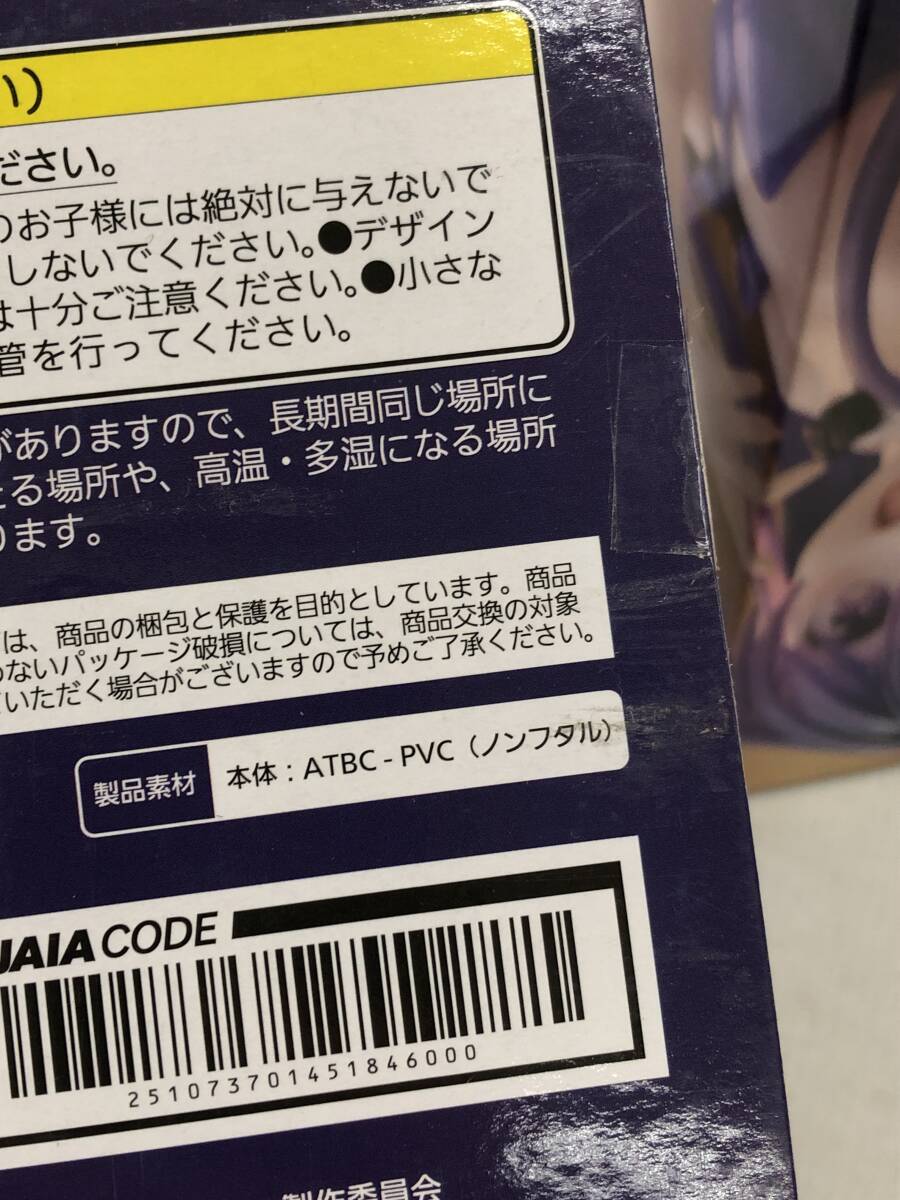 い)
ださい。
のお子様には絶対に与えないで
しないでください。●デザイン
は十分ご注意ください。●小さな
管を行ってください。
がありますので、長期間同じ場所に
える場所や、高温・多湿になる場所
ります。
ては、商品の梱包と保護を目的としています。商品
のないパッケージ破損については、商品交換の対象
ていただく場合がございますので予めご了承ください。
製品素材 本体：ATBC-PVC（ノンフタル）
JAIA CODE
251073701451846000
製作委員会